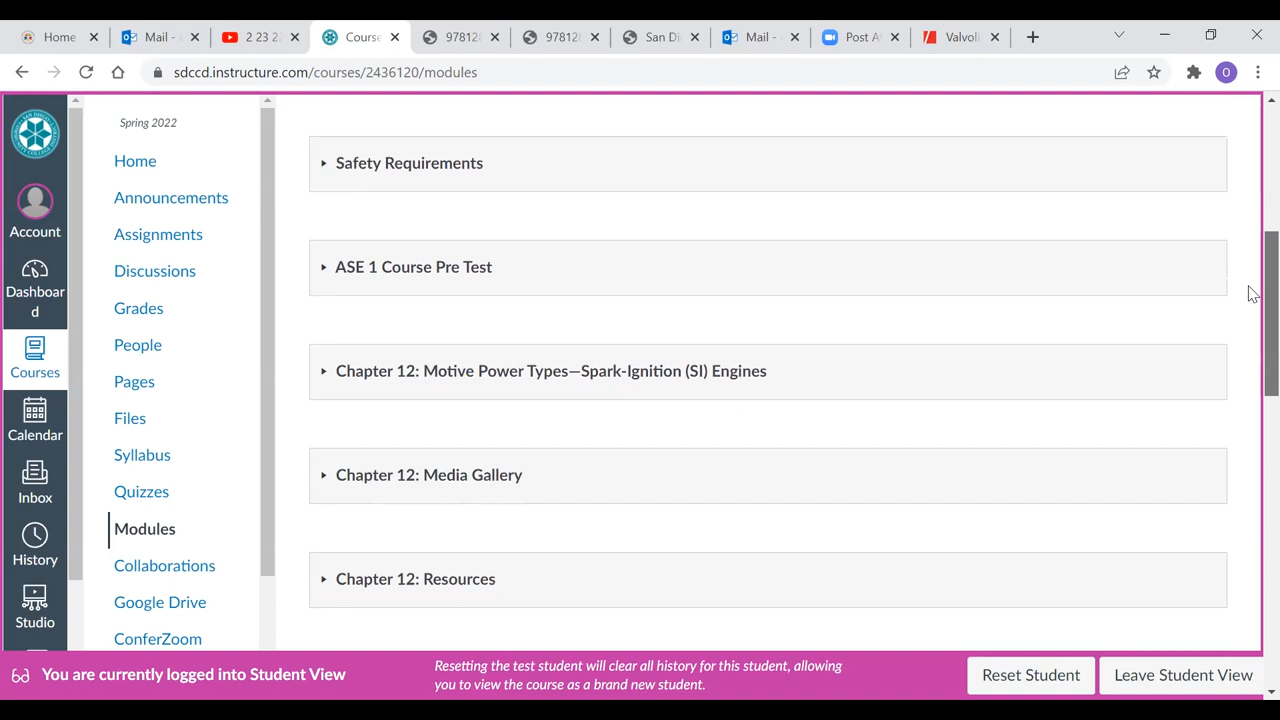 Home
Mail -
2 23 2
Course
97812
97812
San Di
Mail -
Post A
Valvoli
sdccd.instructure.com/courses/2436120/modules
O
Account
Dashboar
d
Courses
Calendar
Inbox
History
Studio
Spring 2022
Home
Announcements
Assignments
Discussions
Grades
People
Pages
Files
Syllabus
Quizzes
Modules
Collaborations
Google Drive
ConferZoom
Safety Requirements
ASE 1 Course Pre Test
Chapter 12: Motive Power Types—Spark-Ignition (SI) Engines
Chapter 12: Media Gallery
Chapter 12: Resources
You are currently logged into Student View
Resetting the test student will clear all history for this student, allowing
you to view the course as a brand new student.
Reset Student
Leave Student View